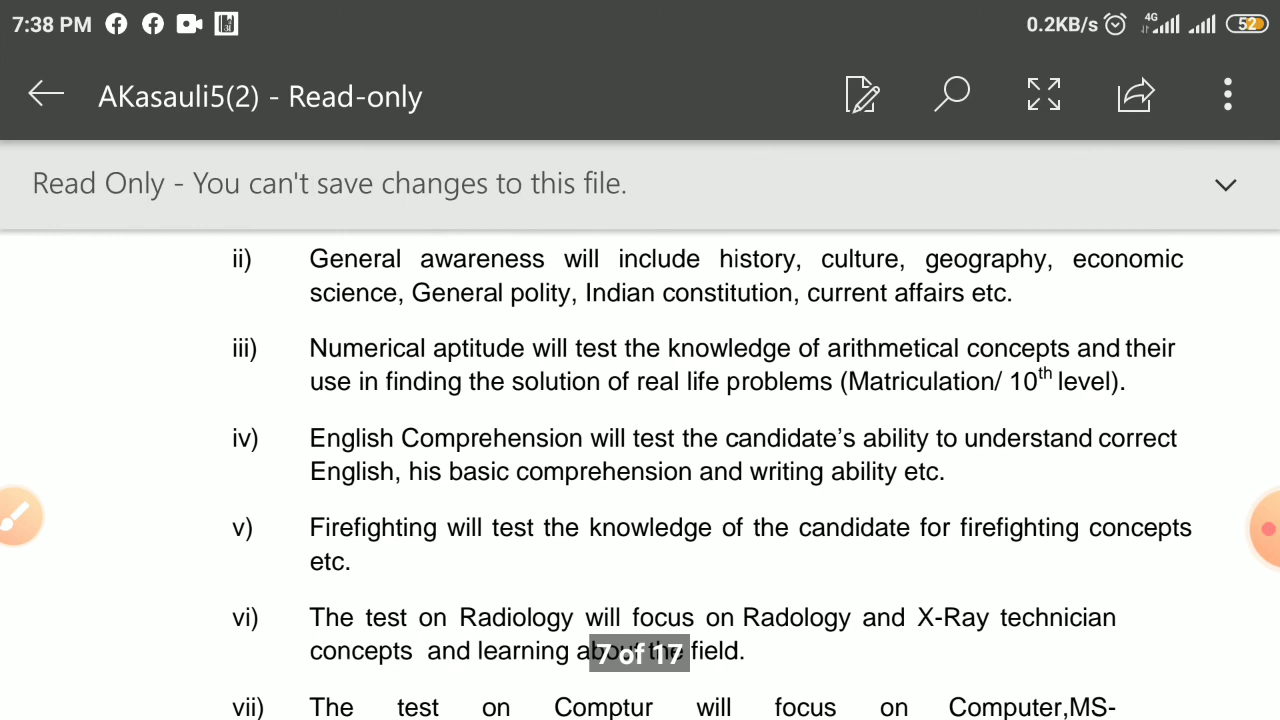 7:38 PM 0.2KB/s 4G 52
AKasauli5(2) - Read-only
Read Only - You can't save changes to this file.
ii) General awareness will include history, culture, geography, economic
science, General polity, Indian constitution, current affairs etc.
iii) Numerical aptitude will test the knowledge of arithmetical concepts and their
use in finding the solution of real life problems (Matriculation/ 10th level).
iv) English Comprehension will test the candidate’s ability to understand correct
English, his basic comprehension and writing ability etc.
v) Firefighting will test the knowledge of the candidate for firefighting concepts
etc.
vi) The test on Radiology will focus on Radology and X-Ray technician
concepts and learning about the field.
7 of 17
vii) The test on Comptur will focus on Computer,MS-